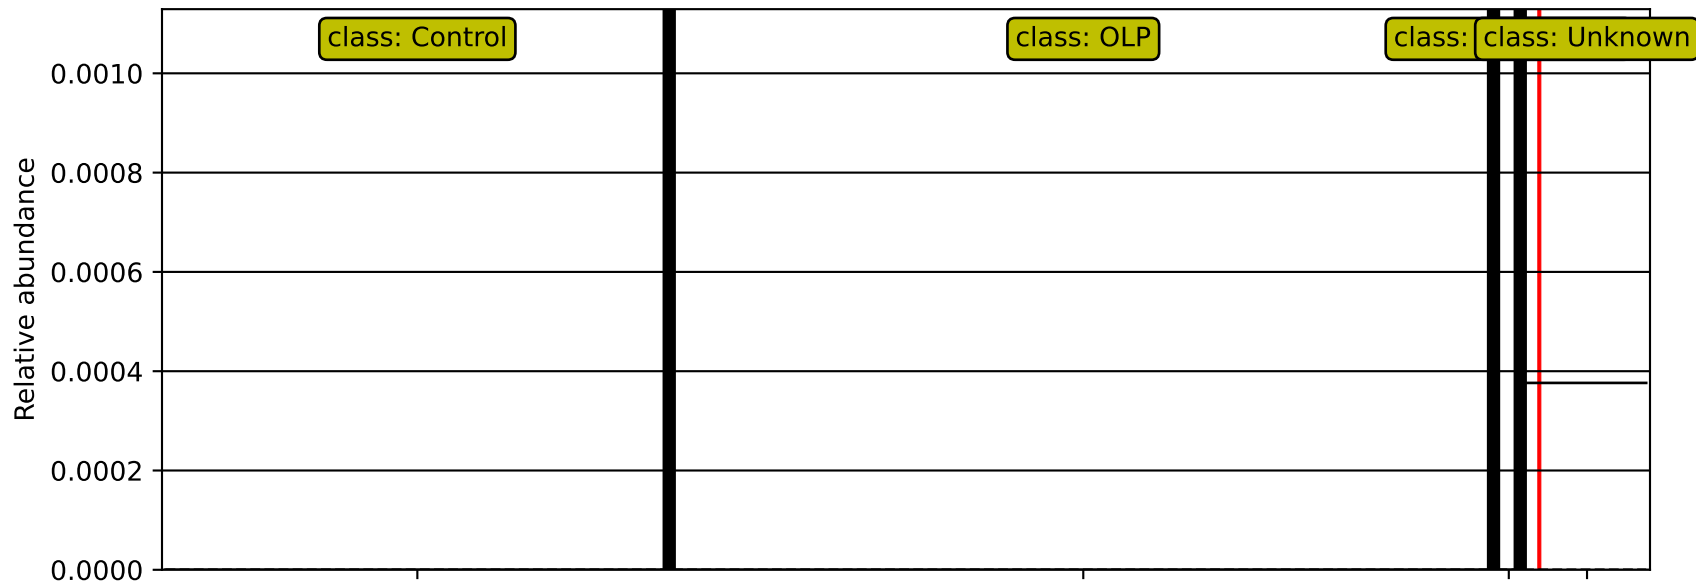 class: Control
class: OLP
class:
class: Unknown
0.0010
0.0008
0.0006
0.0004
0.0002
0.0000
Relative abundance